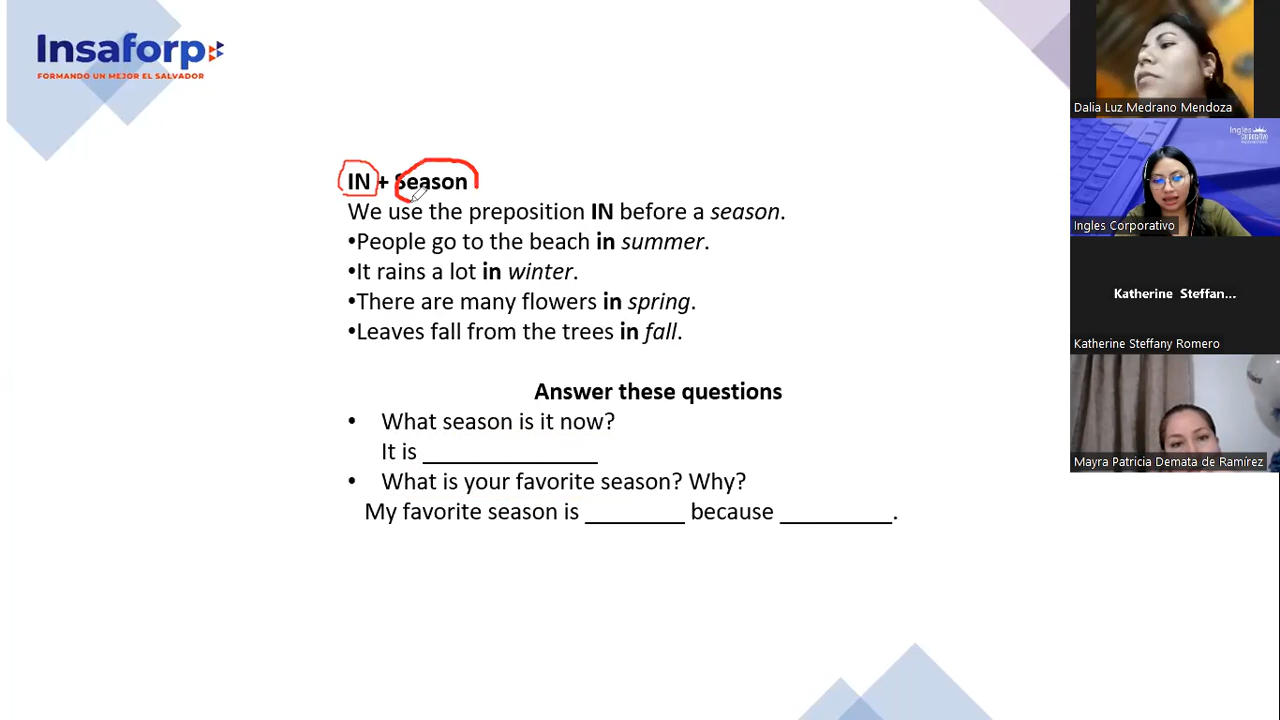 Insaforp
FORMANDO UN MEJOR EL SALVADOR
IN + Season
We use the preposition IN before a season.
•People go to the beach in summer.
•It rains a lot in winter.
•There are many flowers in spring.
•Leaves fall from the trees in fall.
Answer these questions
• What season is it now?
It is _______________
• What is your favorite season? Why?
My favorite season is ________ because _________.
Dalia Luz Medrano Mendoza
Ingles
Ingles Corporativo
Katherine Steffan...
Katherine Steffany Romero
Mayra Patricia Demata de Ramírez